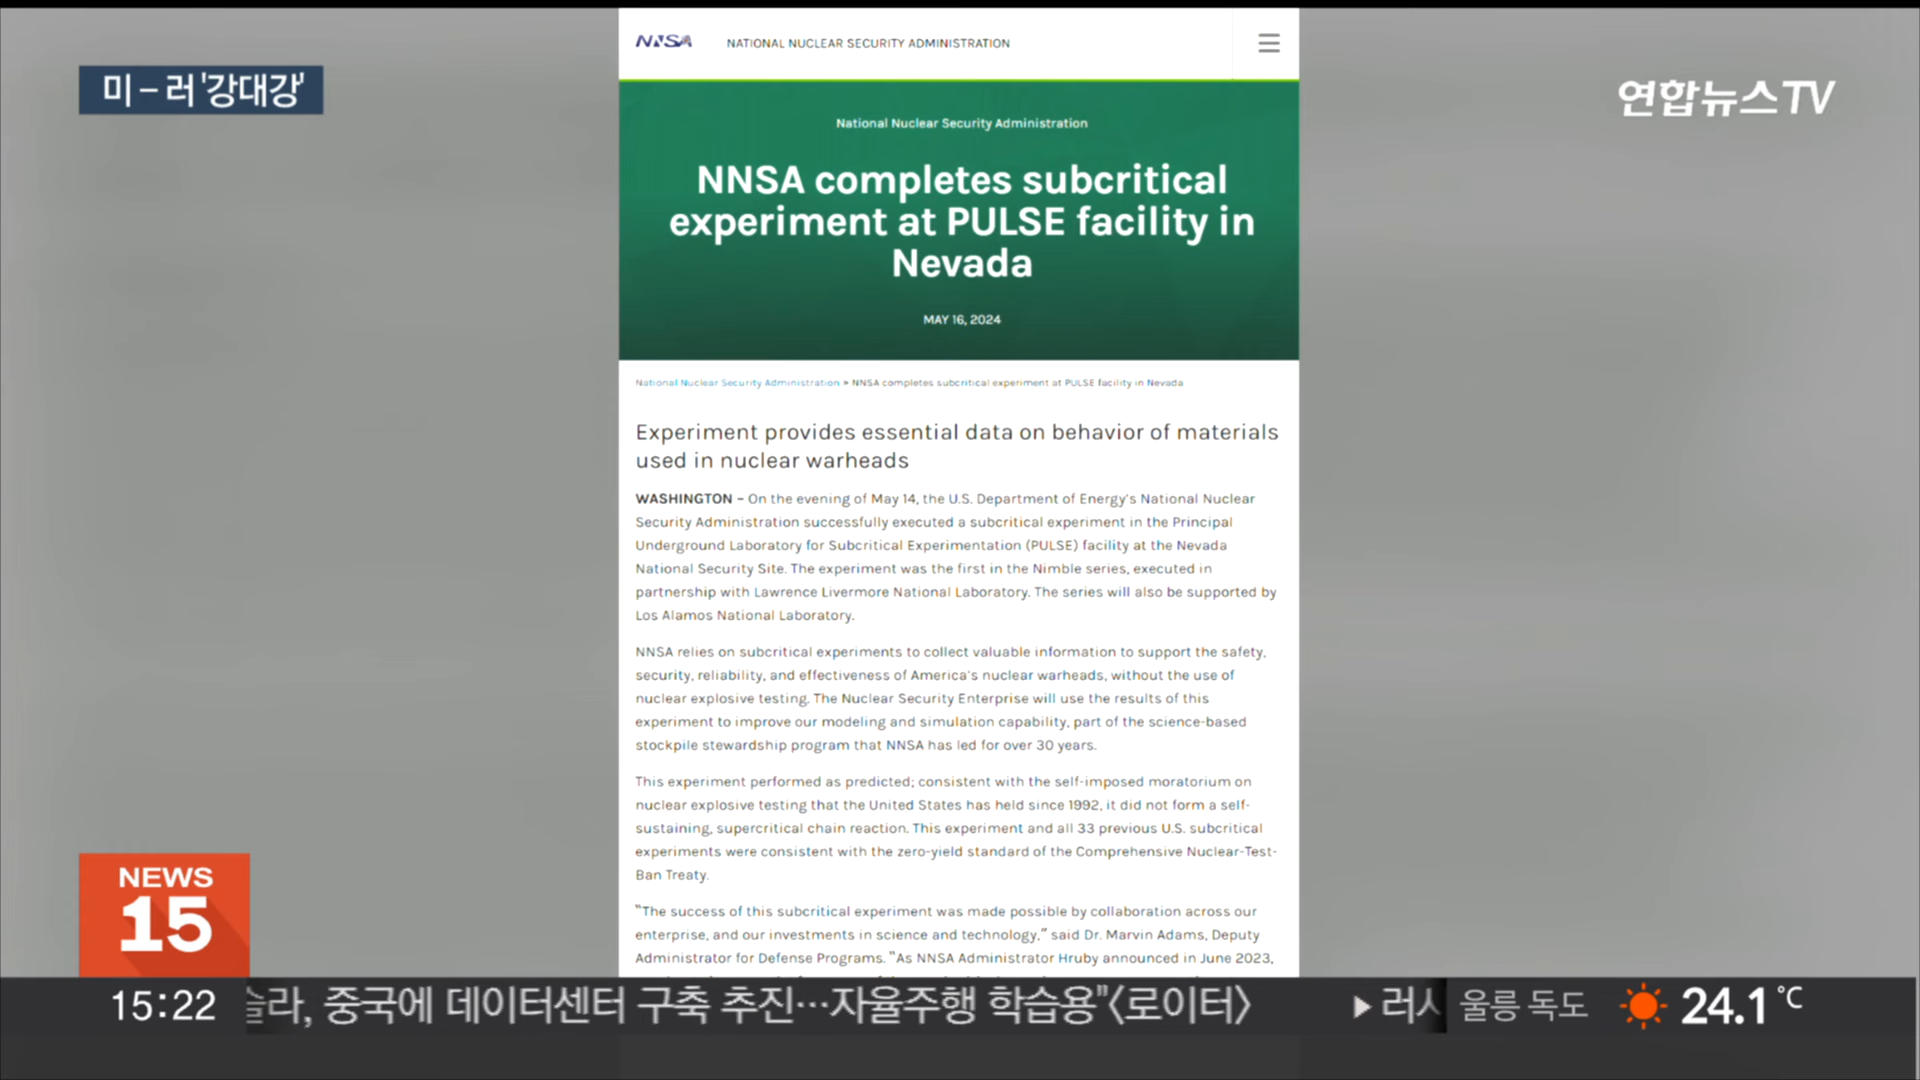 미-러 '강대강'
연합뉴스TV
NNSA
NATIONAL NUCLEAR SECURITY ADMINISTRATION
National Nuclear Security Administration
NNSA completes subcritical
experiment at PULSE facility in
Nevada
MAY 16, 2024
National Nuclear Security Administration » NNSA completes subcritical experiment at PULSE facility in Nevada
Experiment provides essential data on behavior of materials
used in nuclear warheads
WASHINGTON – On the evening of May 14, the U.S. Department of Energy's National Nuclear
Security Administration successfully executed a subcritical experiment in the Principal
Underground Laboratory for Subcritical Experimentation (PULSE) facility at the Nevada
National Security Site. The experiment was the first in the Nimble series, executed in
partnership with Lawrence Livermore National Laboratory. The series will also be supported by
Los Alamos National Laboratory.
NNSA relies on subcritical experiments to collect valuable information to support the safety,
security, reliability, and effectiveness of America's nuclear warheads, without the use of
nuclear explosive testing. The Nuclear Security Enterprise will use the results of this
experiment to improve our modeling and simulation capability, part of the science-based
stockpile stewardship program that NNSA has led for over 30 years.
This experiment performed as predicted; consistent with the self-imposed moratorium on
nuclear explosive testing that the United States has held since 1992, it did not form a self-
sustaining, supercritical chain reaction. This experiment and all 33 previous U.S. subcritical
experiments were consistent with the zero-yield standard of the Comprehensive Nuclear-Test-
Ban Treaty.
"The success of this subcritical experiment was made possible by collaboration across our
enterprise, and our investments in science and technology," said Dr. Marvin Adams, Deputy
Administrator for Defense Programs. "As NNSA Administrator Hruby announced in June 2023,
NEWS
15
15:22
슬라, 중국에 데이터센터 구축 추진…자율주행 학습용"〈로이터〉 ▶러시
울릉 독도 24.1℃